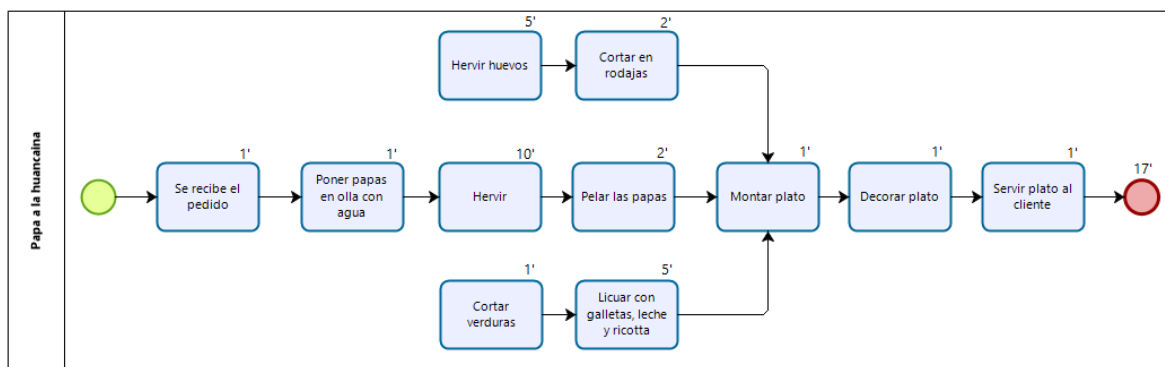 Papa a la huancaina
5'
Hervir huevos
2'
Cortar en
rodajas
1'
Se recibe el
pedido
1'
Poner papas
en olla con
agua
10'
Hervir
2'
Pelar las papas
1'
Montar plato
1'
Decorar plato
1'
Servir plato al
cliente
17'
1'
Cortar
verduras
5'
Licuar con
galletas, leche
y ricotta